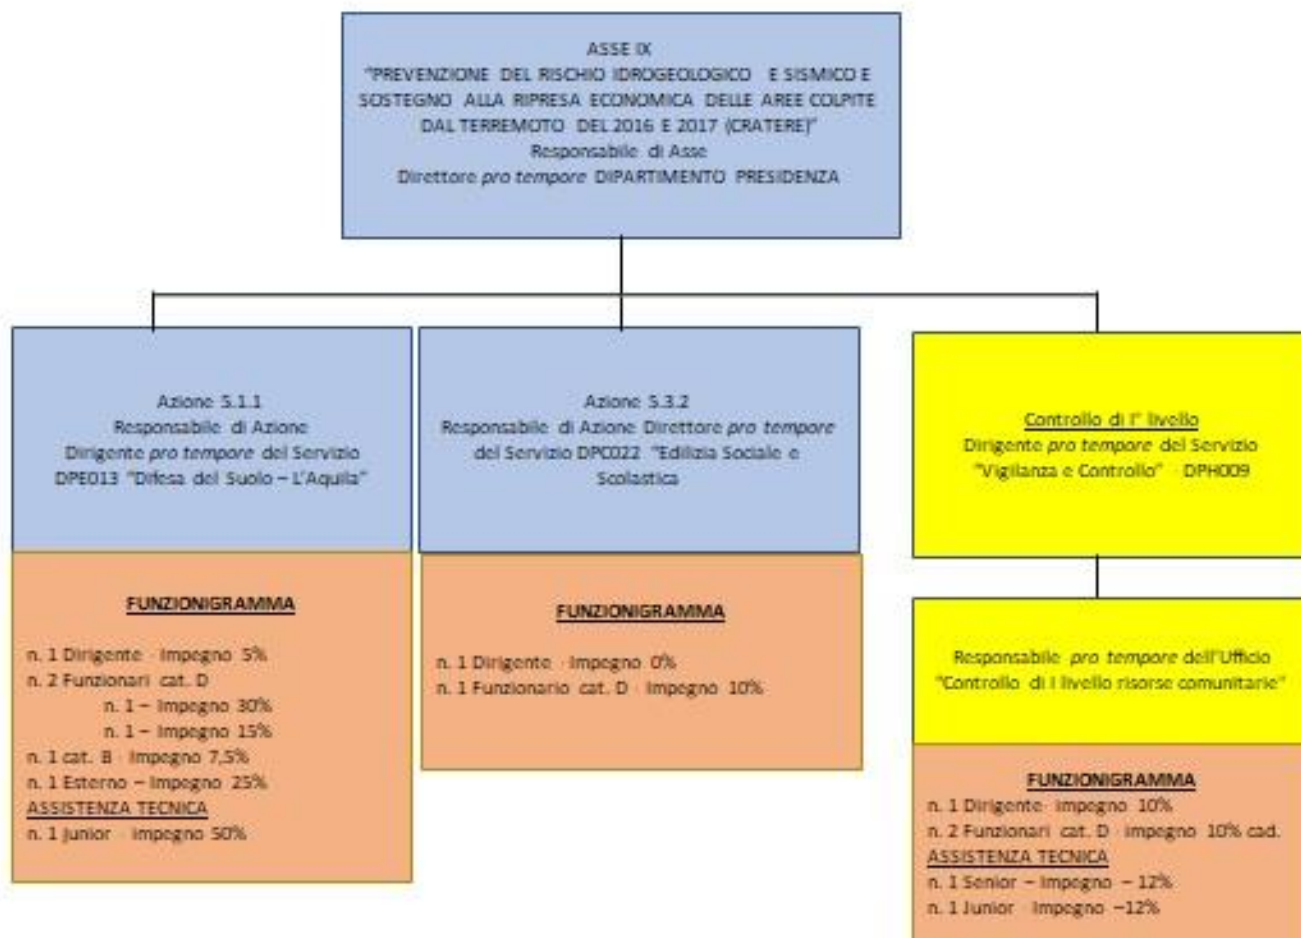 ASSE IX
"PREVENZIONE DEL RISCHIO IDROGEOLOGICO E SISMICO E
SOSTEGNO ALLA RIPRESA ECONOMICA DELLE AREE COLPITE
DAL TERREMOTO DEL 2016 E 2017 (CRATERE)"
Responsabile di Asse
Direttore pro tempore DIPARTIMENTO PRESIDENZA
Azione 5.1.1
Responsabile di Azione
Dirigente pro tempore del Servizio
DPE013 "Difesa del Suolo – L'Aquila"
FUNZIONIGRAMMA
n. 1 Dirigente - Impegno 5%
n. 2 Funzionari cat. D
n. 1 – Impegno 30%
n. 1 – Impegno 15%
n. 1 cat. B - Impegno 7,5%
n. 1 Esterno – Impegno 25%
ASSISTENZA TECNICA
n. 1 Junior - Impegno 50%
Azione 5.3.2
Responsabile di Azione Direttore pro tempore
del Servizio DPC022 "Edilizia Sociale e
Scolastica
FUNZIONIGRAMMA
n. 1 Dirigente - Impegno 0%
n. 1 Funzionario cat. D - Impegno 10%
Controllo di I° livello
Dirigente pro tempore del Servizio
"Vigilanza e Controllo" - DPH009
Responsabile pro tempore dell'Ufficio
"Controllo di I livello risorse comunitarie"
FUNZIONIGRAMMA
n. 1 Dirigente - impegno 10%
n. 2 Funzionari cat. D - impegno 10% cad.
ASSISTENZA TECNICA
n. 1 Senior – Impegno – 12%
n. 1 Junior - Impegno –12%